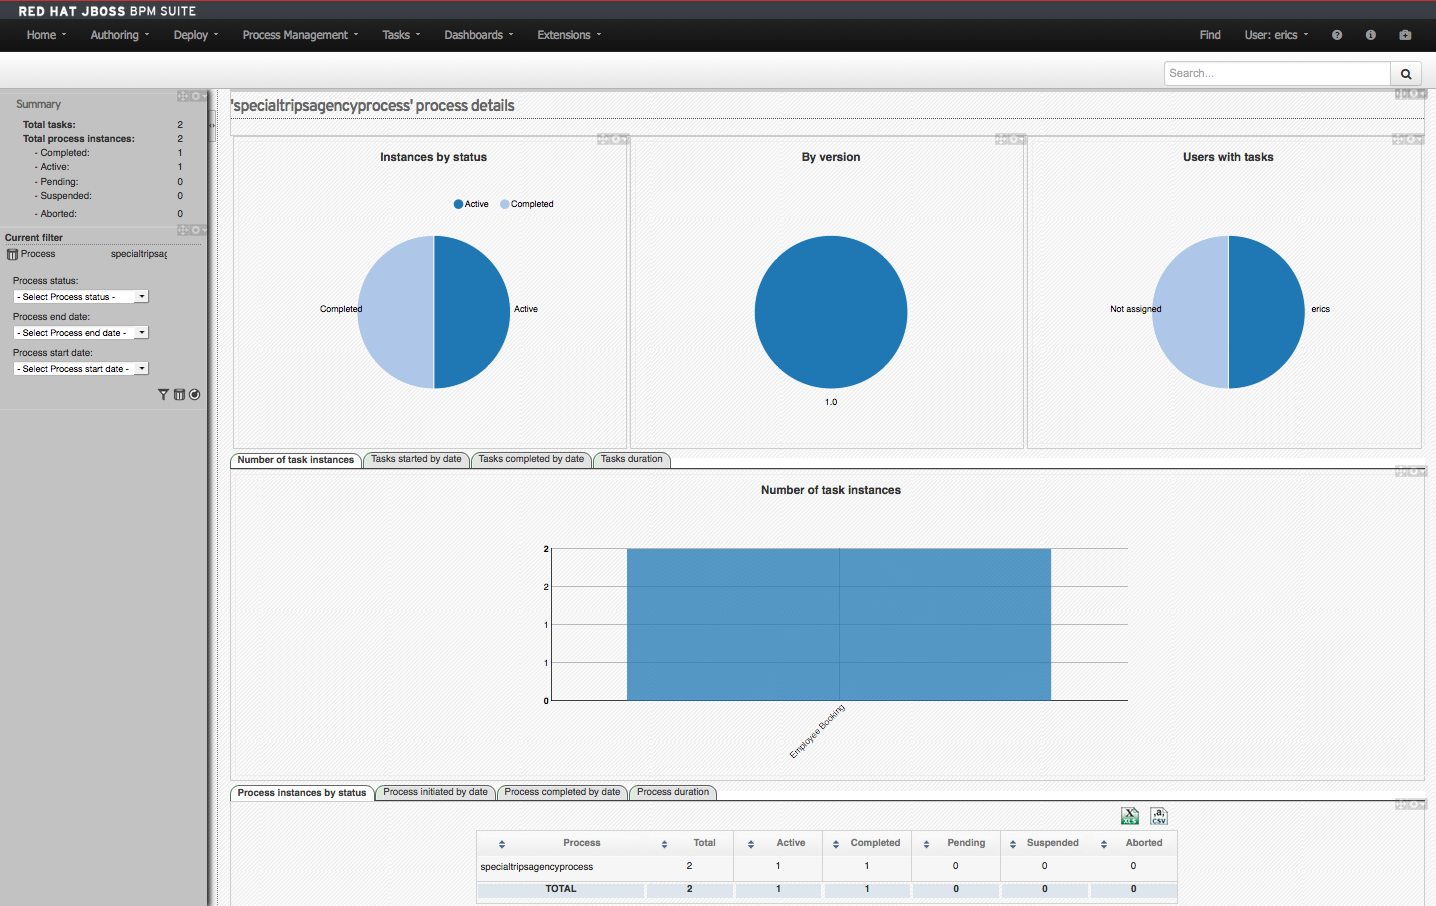 RED HAT JBOSS BPM SUITE
Home Authoring Deploy Process Management Tasks Dashboards Extensions Find User: erics
Search...
Summary
Total tasks: 2
Total process instances: 2
- Completed: 1
- Active: 1
- Pending: 0
- Suspended: 0
- Aborted: 0
Current filter
Process specialtripsag
Process status:
- Select Process status -
Process end date:
- Select Process end date -
Process start date:
- Select Process start date -
'specialtripsagencyprocess' process details
Instances by status
Active Completed
Completed Active
By version
1.0
Users with tasks
Not assigned erics
Number of task instances Tasks started by date Tasks completed by date Tasks duration
Number of task instances
2
2
1
1
0
Employee Booking
Process instances by status Process initiated by date Process completed by date Process duration
XLS CSV
Process Total Active Completed Pending Suspended Aborted
specialtripsagencyprocess 2 1 1 0 0 0
TOTAL 2 1 1 0 0 0